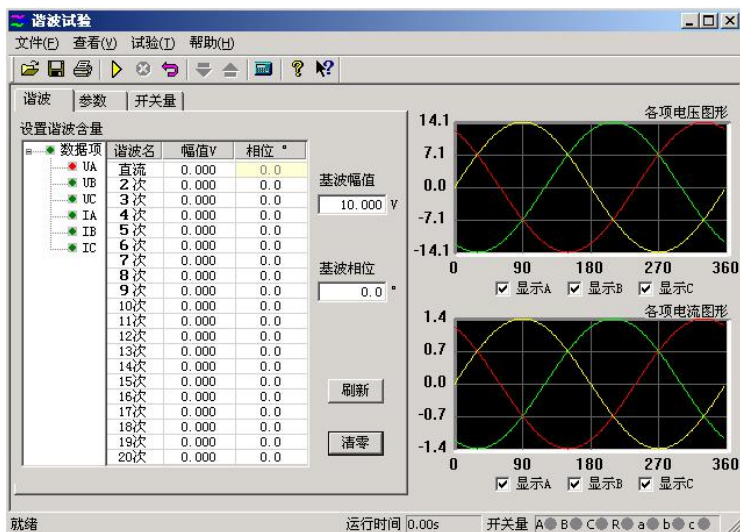 谐波试验
文件(F) 查看(V) 试验(T) 帮助(H)
谐波 参数 开关量
设置谐波含量
数据项
UA
UB
UC
IA
IB
IC
谐波名 幅值V 相位 °
直流 0.000 0.0
2次 0.000 0.0
3次 0.000 0.0
4次 0.000 0.0
5次 0.000 0.0
6次 0.000 0.0
7次 0.000 0.0
8次 0.000 0.0
9次 0.000 0.0
10次 0.000 0.0
11次 0.000 0.0
12次 0.000 0.0
13次 0.000 0.0
14次 0.000 0.0
15次 0.000 0.0
16次 0.000 0.0
17次 0.000 0.0
18次 0.000 0.0
19次 0.000 0.0
20次 0.000 0.0
基波幅值
10.000 V
基波相位
0.0 °
刷新
清零
各项电压图形
14.1
7.1
0.0
-7.1
-14.1
0 90 180 270 360
显示A 显示B 显示C
各项电流图形
1.4
0.7
0.0
-0.7
-1.4
0 90 180 270 360
显示A 显示B 显示C
就绪 运行时间 0.00s 开关量 A B C R a b c